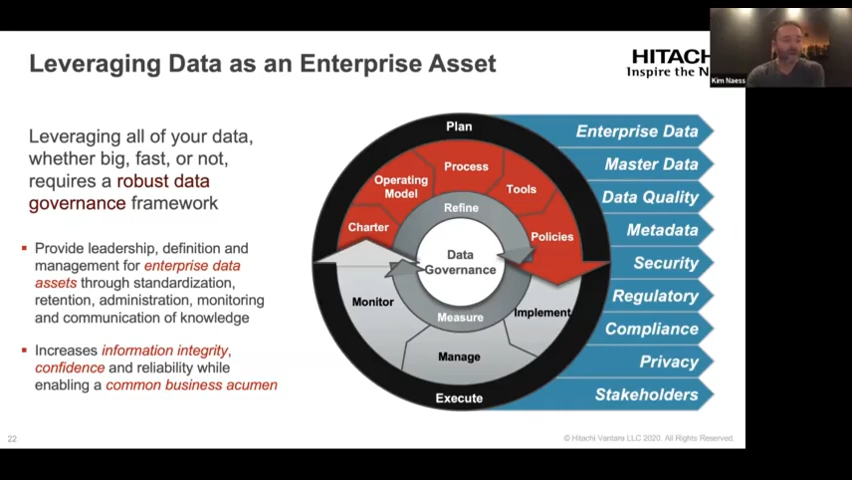 Leveraging Data as an Enterprise Asset
HITACH
Inspire the N
Kim Naess
Leveraging all of your data,
whether big, fast, or not,
requires a robust data
governance framework
▪ Provide leadership, definition and
management for enterprise data
assets through standardization,
retention, administration, monitoring
and communication of knowledge
▪ Increases information integrity,
confidence and reliability while
enabling a common business acumen
Plan
Process
Operating
Model
Tools
Charter
Refine
Policies
Data
Governance
Monitor
Implement
Measure
Manage
Execute
Enterprise Data
Master Data
Data Quality
Metadata
Security
Regulatory
Compliance
Privacy
Stakeholders
22
© Hitachi Vantara LLC 2020. All Rights Reserved.